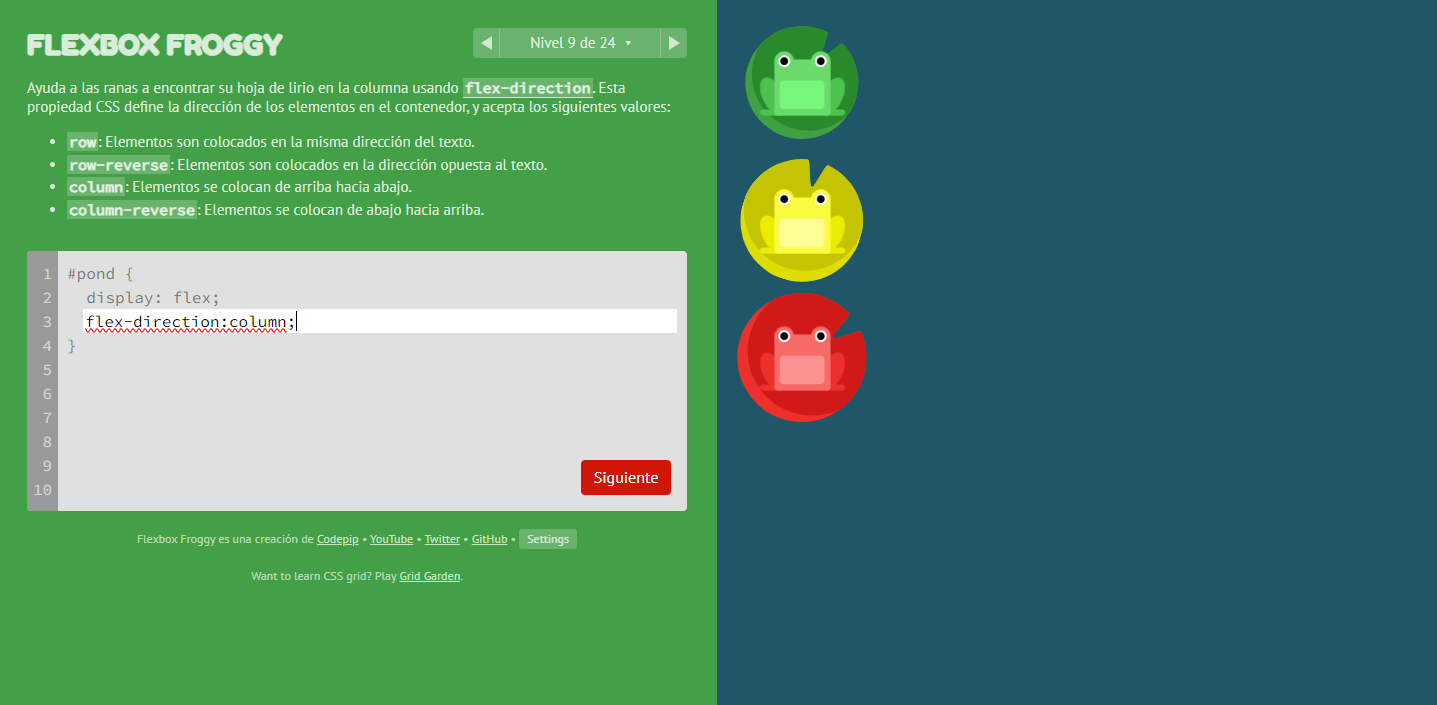 FLEXBOX FROGGY
Nivel 9 de 24
Ayuda a las ranas a encontrar su hoja de lirio en la columna usando flex-direction. Esta
propiedad CSS define la dirección de los elementos en el contenedor, y acepta los siguientes valores:
• row: Elementos son colocados en la misma dirección del texto.
• row-reverse: Elementos son colocados en la dirección opuesta al texto.
• column: Elementos se colocan de arriba hacia abajo.
• column-reverse: Elementos se colocan de abajo hacia arriba.
1 #pond {
2 display: flex;
3 flex-direction:column;
4 }
5
6
7
8
9
10
Siguiente
Flexbox Froggy es una creación de Codepip • YouTube • Twitter • GitHub • Settings
Want to learn CSS grid? Play Grid Garden.